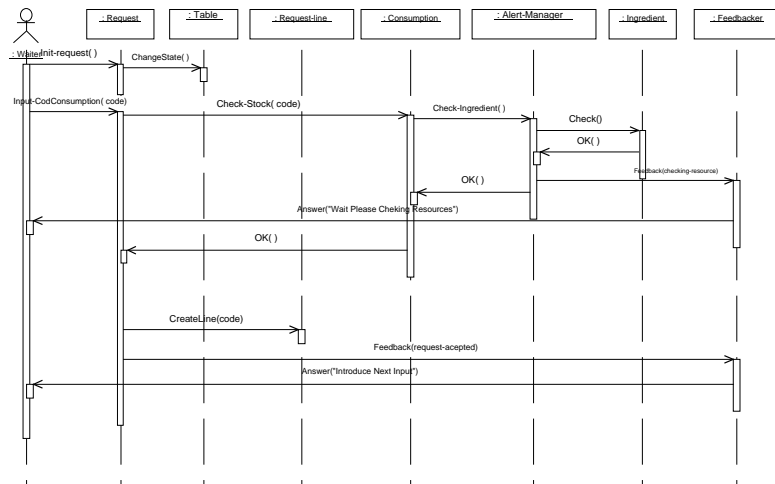 : Request
: Table
: Request-line
: Consumption
: Alert-Manager
: Ingredient
: Feedbacker
: Waiter
Init-request( )
ChangeState( )
Input-CodConsumption( code)
Check-Stock( code)
Check-Ingredient( )
Check()
OK( )
Feedback(checking-resource)
OK( )
Answer("Wait Please Cheking Resources")
OK( )
CreateLine(code)
Feedback(request-acepted)
Answer("Introduce Next Input")